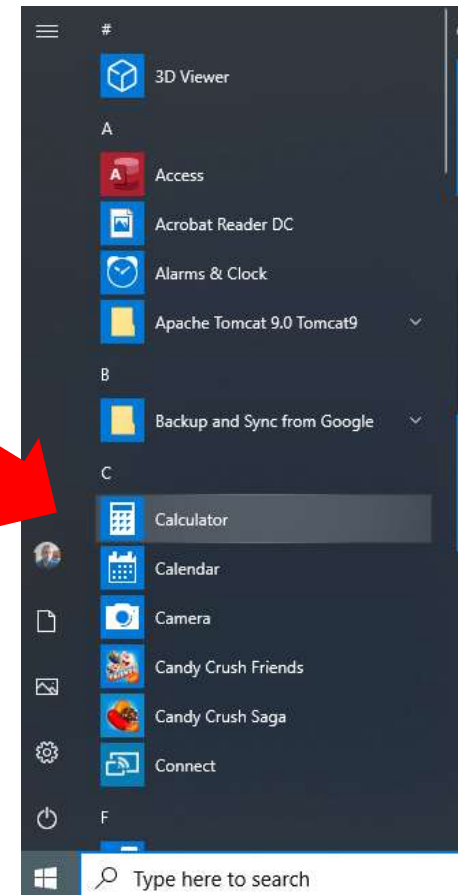 #
3D Viewer
A
Access
Acrobat Reader DC
Alarms & Clock
Apache Tomcat 9.0 Tomcat9
B
Backup and Sync from Google
C
Calculator
Calendar
Camera
Candy Crush Friends
Candy Crush Saga
Connect
F
Type here to search